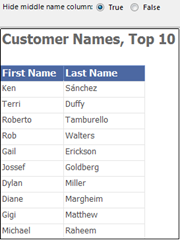 Hide middle name column: True False
Customer Names, Top 10
First Name Last Name
Ken Sánchez
Terri Duffy
Roberto Tamburello
Rob Walters
Gail Erickson
Jossef Goldberg
Dylan Miller
Diane Margheim
Gigi Matthew
Michael Raheem